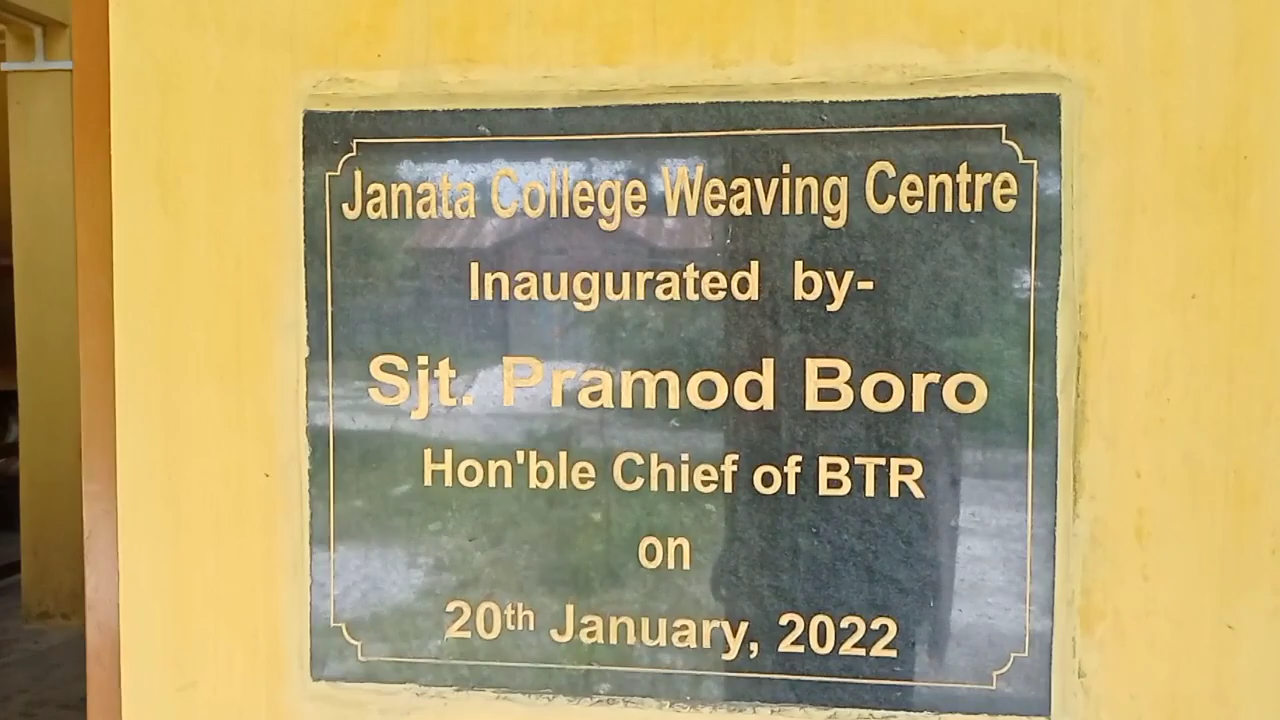 Janata College Weaving Centre
Inaugurated by-
Sjt. Pramod Boro
Hon'ble Chief of BTR
on
20th January, 2022